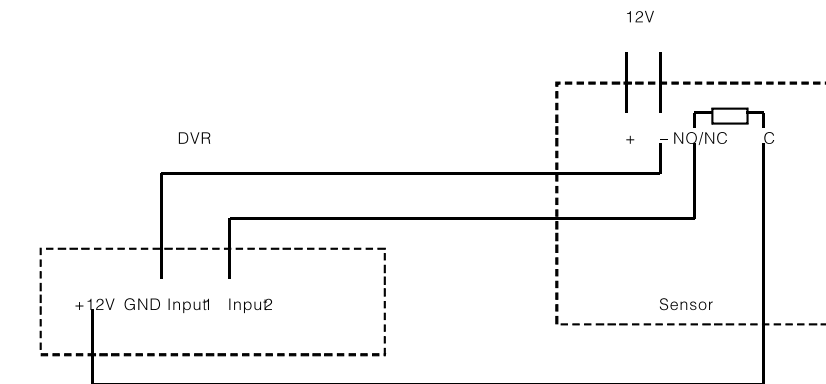 12V
DVR
+ – NO/NC C
+12V GND Input1 Input2
Sensor